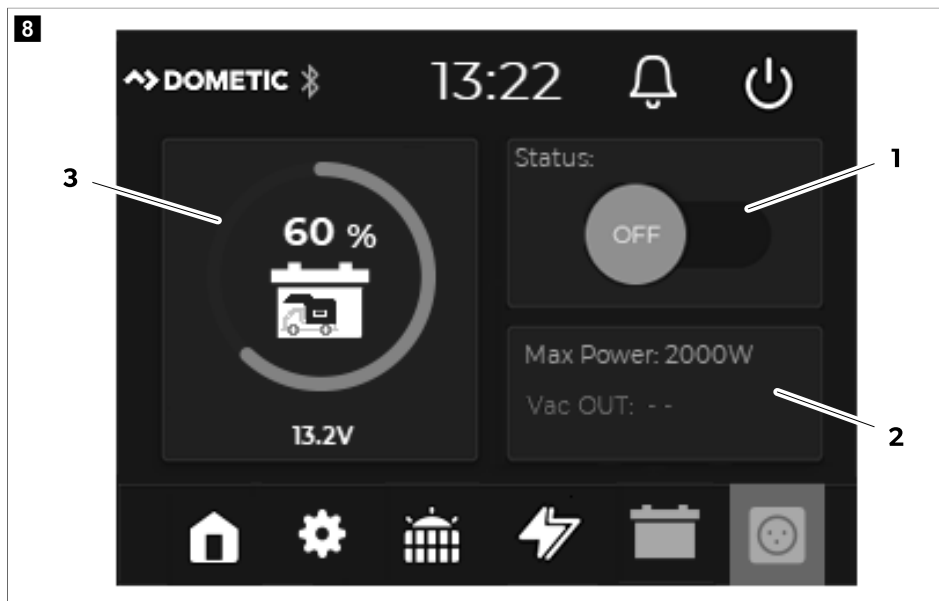 8
DOMETIC 13:22
3
60 %
13.2V
Status:
OFF
1
Max Power: 2000W
Vac OUT: - -
2